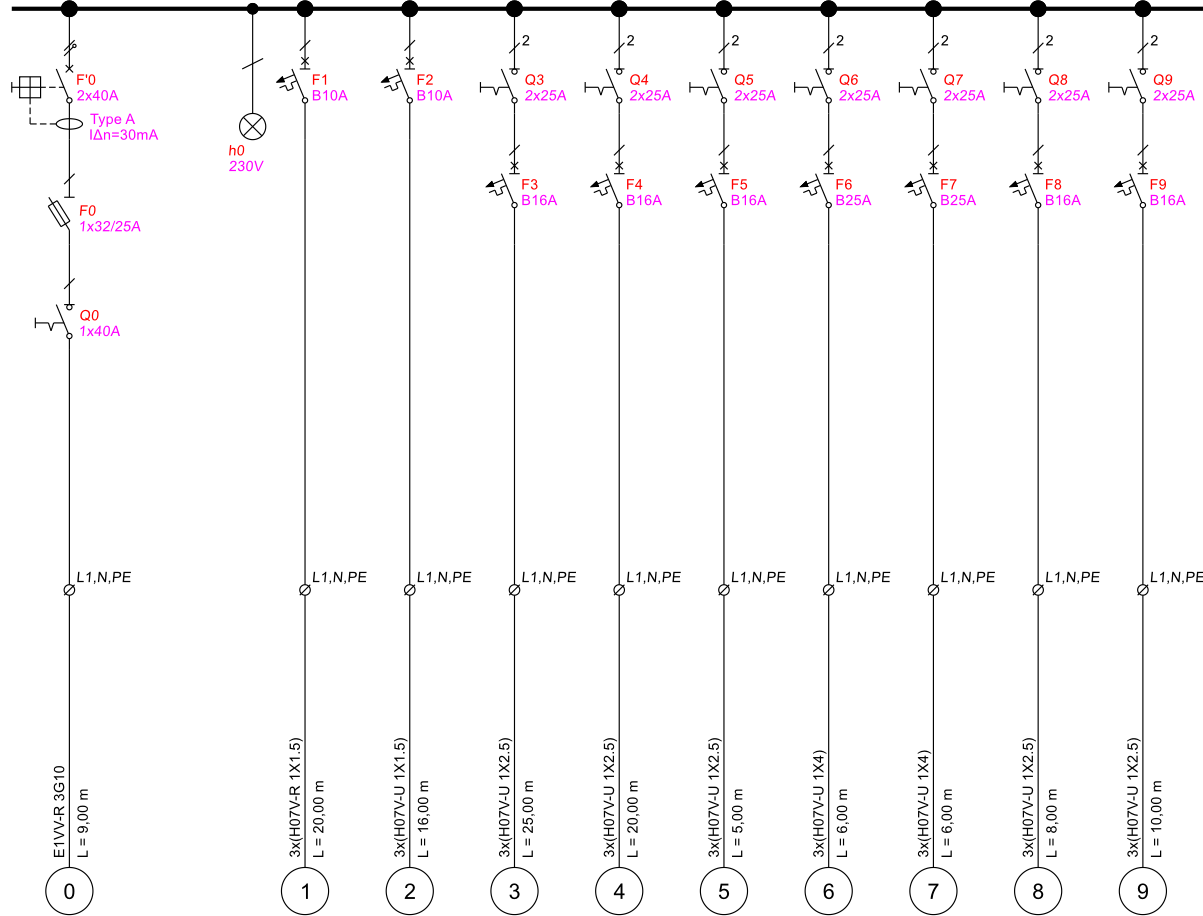 2
2
2
2
2
2
2
F'0
2x40A
Type A
IΔn=30mA
F0
1x32/25A
Q0
1x40A
h0
230V
F1
B10A
F2
B10A
Q3
2x25A
Q4
2x25A
Q5
2x25A
Q6
2x25A
Q7
2x25A
Q8
2x25A
Q9
2x25A
F3
B16A
F4
B16A
F5
B16A
F6
B25A
F7
B25A
F8
B16A
F9
B16A
L1,N,PE
L1,N,PE
L1,N,PE
L1,N,PE
L1,N,PE
L1,N,PE
L1,N,PE
L1,N,PE
L1,N,PE
L1,N,PE
E1VV-R 3G10
L = 9,00 m
3x(H07V-R 1X1.5)
L = 20,00 m
3x(H07V-U 1X1.5)
L = 16,00 m
3x(H07V-U 1X2.5)
L = 25,00 m
3x(H07V-U 1X2.5)
L = 20,00 m
3x(H07V-U 1X2.5)
L = 5,00 m
3x(H07V-U 1X4)
L = 6,00 m
3x(H07V-U 1X4)
L = 6,00 m
3x(H07V-U 1X2.5)
L = 8,00 m
3x(H07V-U 1X2.5)
L = 10,00 m
0
1
2
3
4
5
6
7
8
9